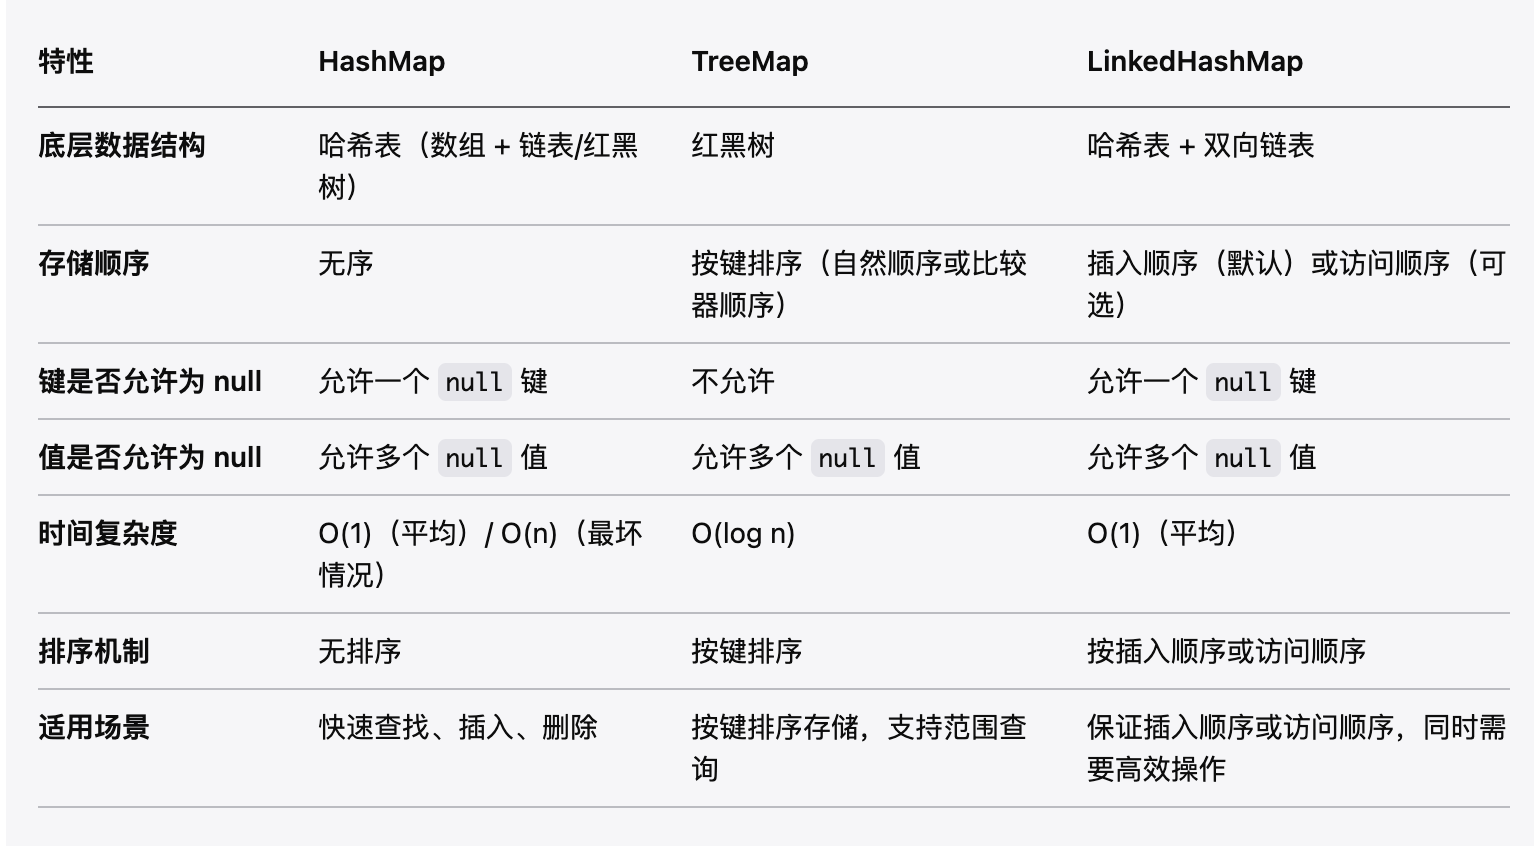 特性 HashMap TreeMap LinkedHashMap
底层数据结构 哈希表（数组 + 链表/红黑 红黑树 哈希表 + 双向链表
树）
存储顺序 无序 按键排序（自然顺序或比较 插入顺序（默认）或访问顺序（可
器顺序） 选）
键是否允许为 null 允许一个 null 键 不允许 允许一个 null 键
值是否允许为 null 允许多个 null 值 允许多个 null 值 允许多个 null 值
时间复杂度 O(1)（平均）/ O(n)（最坏 O(log n) O(1)（平均）
情况）
排序机制 无排序 按键排序 按插入顺序或访问顺序
适用场景 快速查找、插入、删除 按键排序存储，支持范围查 保证插入顺序或访问顺序，同时需
询 要高效操作